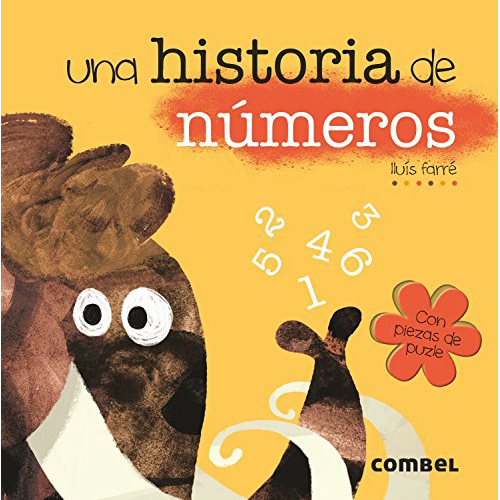 una historia de
números
lluís farré
2
3
4
5
6
1
Con
piezas de
puzle
COMBEL